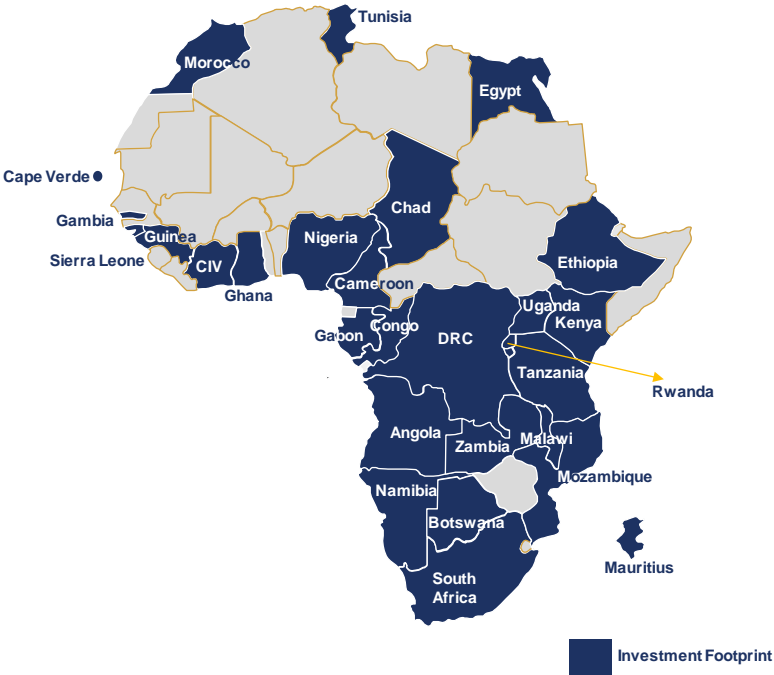 Tunisia
Morocco
Egypt
Cape Verde
Chad
Gambia
Guinea
Nigeria
Sierra Leone
CIV
Ethiopia
Cameroon
Ghana
Uganda
Kenya
Gabon
Congo
DRC
Tanzania
Rwanda
Angola
Zambia
Malawi
Mozambique
Namibia
Botswana
Mauritius
South
Africa
Investment Footprint